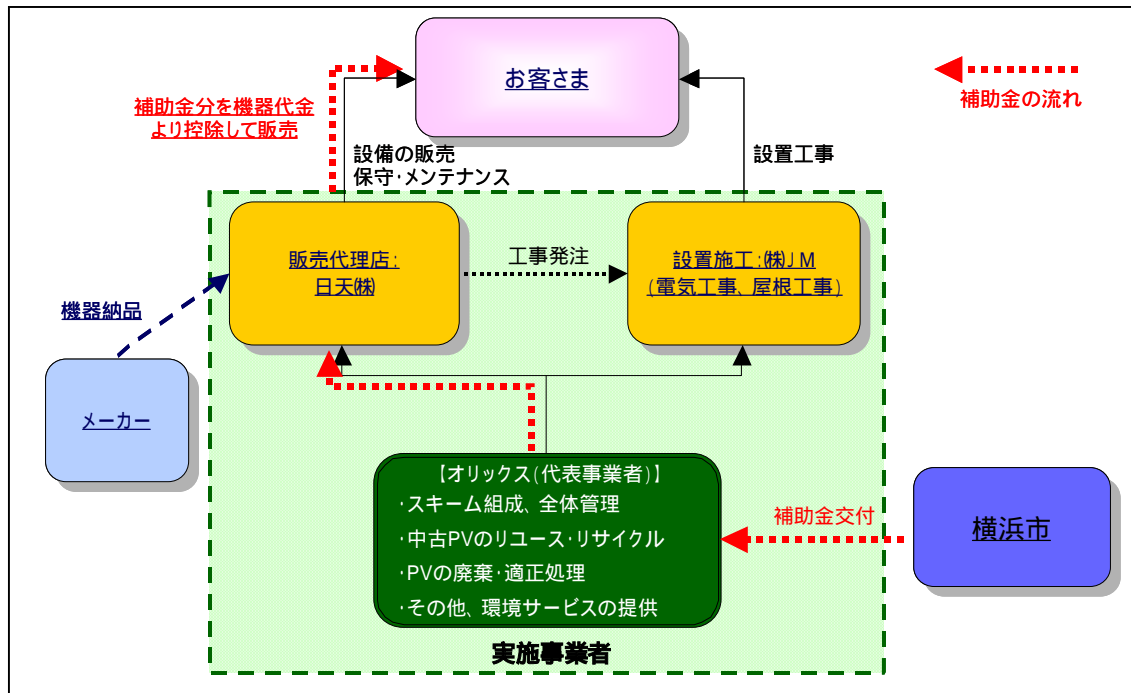 お客さま
補助金の流れ
補助金分を機器代金
より控除して販売
設備の販売
保守・メンテナンス
設置工事
販売代理店:
日天㈱
工事発注
設置施工:㈱JM
(電気工事、屋根工事)
機器納品
メーカー
【オリックス(代表事業者)】
・スキーム組成、全体管理
・中古PVのリユース・リサイクル
・PVの廃棄・適正処理
・その他、環境サービスの提供
補助金交付
横浜市
実施事業者